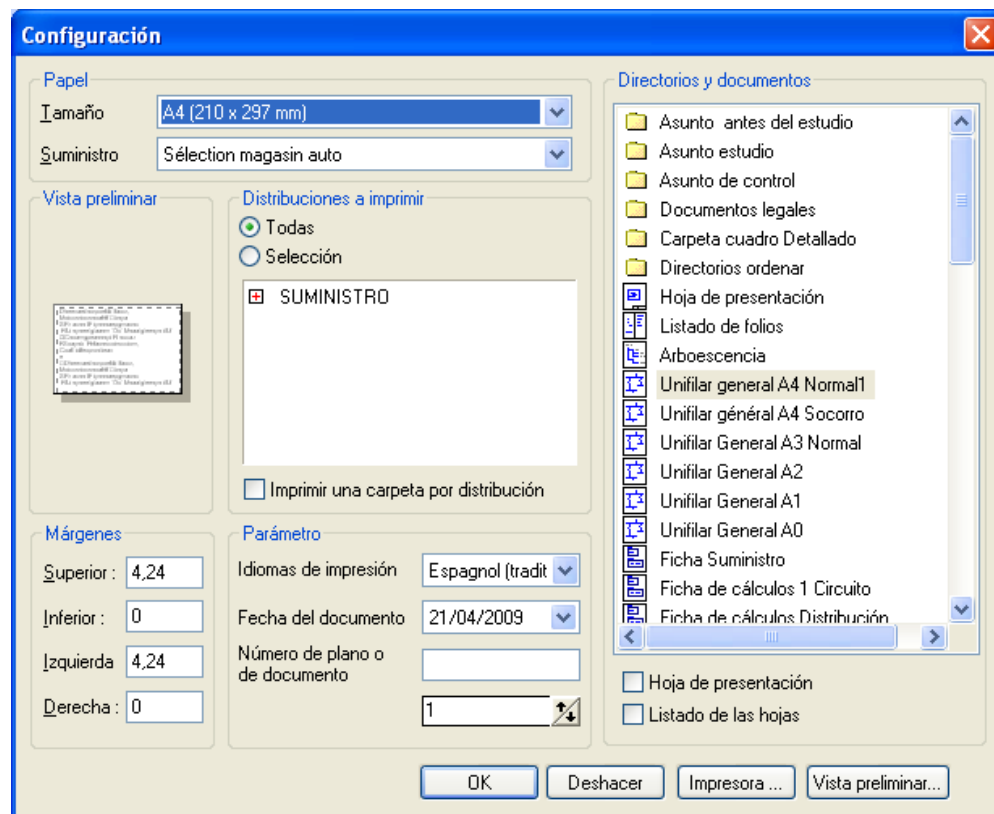 Configuración
Papel
Tamaño
A4 (210 x 297 mm)
Suministro
Sélection magasin auto
Vista preliminar
Distribuciones a imprimir
Todas
Selección
SUMINISTRO
Imprimir una carpeta por distribución
Márgenes
Superior :
4,24
Inferior :
0
Izquierda
4,24
Derecha :
0
Parámetro
Idiomas de impresión
Espagnol (tradit
Fecha del documento
21/04/2009
Número de plano o
de documento
1
Directorios y documentos
Asunto antes del estudio
Asunto estudio
Asunto de control
Documentos legales
Carpeta cuadro Detallado
Directorios ordenar
Hoja de presentación
Listado de folios
Arboescencia
Unifilar general A4 Normal1
Unifilar général A4 Socorro
Unifilar General A3 Normal
Unifilar General A2
Unifilar General A1
Unifilar General A0
Ficha Suministro
Ficha de cálculos 1 Circuito
Ficha de cálculos Distribución
Hoja de presentación
Listado de las hojas
OK
Deshacer
Impresora ...
Vista preliminar...